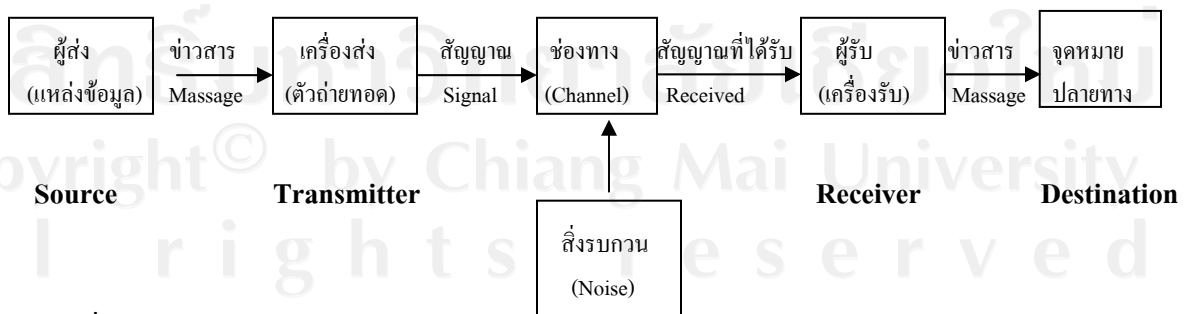 ผู้ส่ง
(แหล่งข้อมูล)
ข่าวสาร
Massage
เครื่องส่ง
(ตัวถ่ายทอด)
สัญญาณ
Signal
ช่องทาง
(Channel)
สัญญาณที่ได้รับ
Received
ผู้รับ
(เครื่องรับ)
ข่าวสาร
Massage
จุดหมาย
ปลายทาง
Source
Transmitter
Receiver
Destination
สิ่งรบกวน
(Noise)
pyright © by Chiang Mai University
l rights reserved